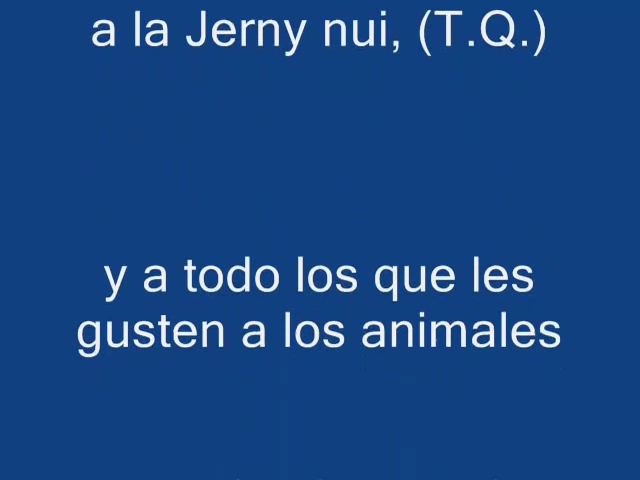 a la Jerny nui, (T.Q.)
y a todo los que les
gusten a los animales